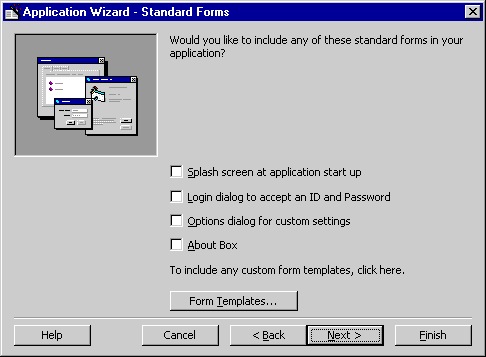 Application Wizard - Standard Forms
Would you like to include any of these standard forms in your
application?
Splash screen at application start up
Login dialog to accept an ID and Password
Options dialog for custom settings
About Box
To include any custom form templates, click here.
Form Templates...
Help
Cancel
< Back
Next >
Finish